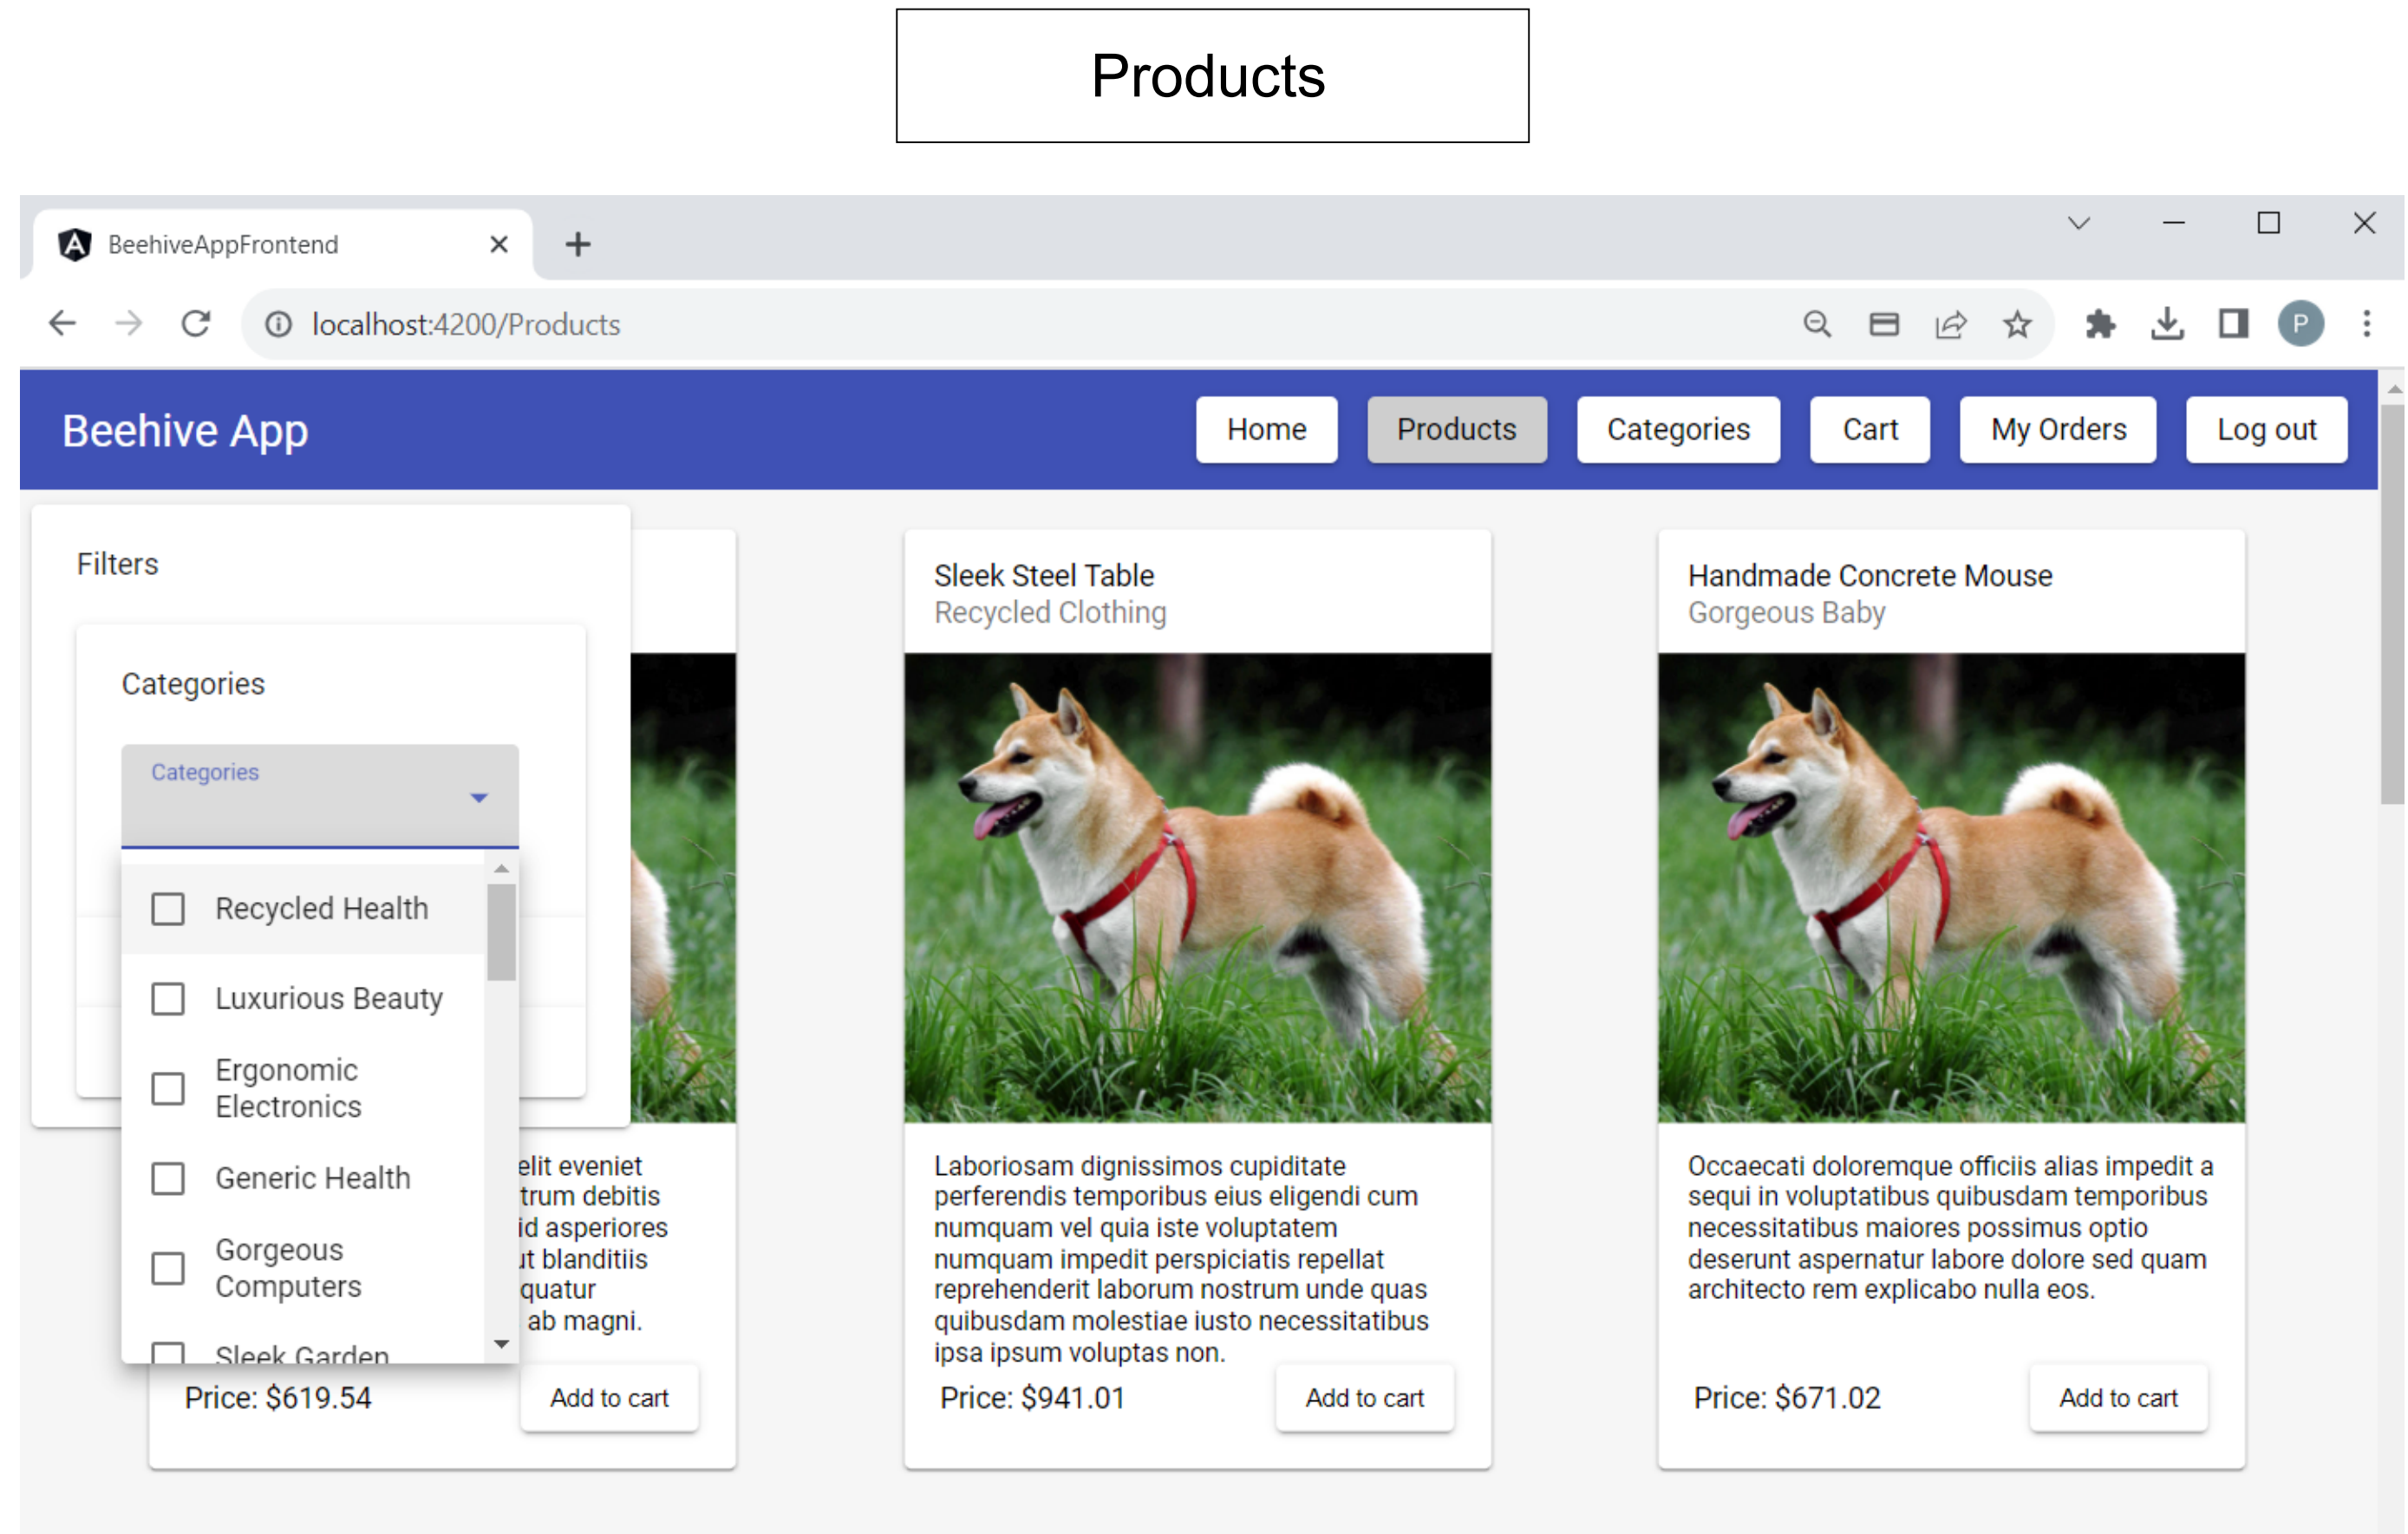 Products
BeehiveAppFrontend
localhost:4200/Products
P
Beehive App
Home
Products
Categories
Cart
My Orders
Log out
Filters
Categories
Categories
Recycled Health
Luxurious Beauty
Ergonomic
Electronics
Generic Health
Gorgeous
Computers
Sleek Garden
elit eveniet
trum debitis
id asperiores
ut blanditiis
quatur
ab magni.
Price: $619.54
Add to cart
Sleek Steel Table
Recycled Clothing
Laboriosam dignissimos cupiditate
perferendis temporibus eius eligendi cum
numquam vel quia iste voluptatem
numquam impedit perspiciatis repellat
reprehenderit laborum nostrum unde quas
quibusdam molestiae iusto necessitatibus
ipsa ipsum voluptas non.
Price: $941.01
Add to cart
Handmade Concrete Mouse
Gorgeous Baby
Occaecati doloremque officiis alias impedit a
sequi in voluptatibus quibusdam temporibus
necessitatibus maiores possimus optio
deserunt aspernatur labore dolore sed quam
architecto rem explicabo nulla eos.
Price: $671.02
Add to cart